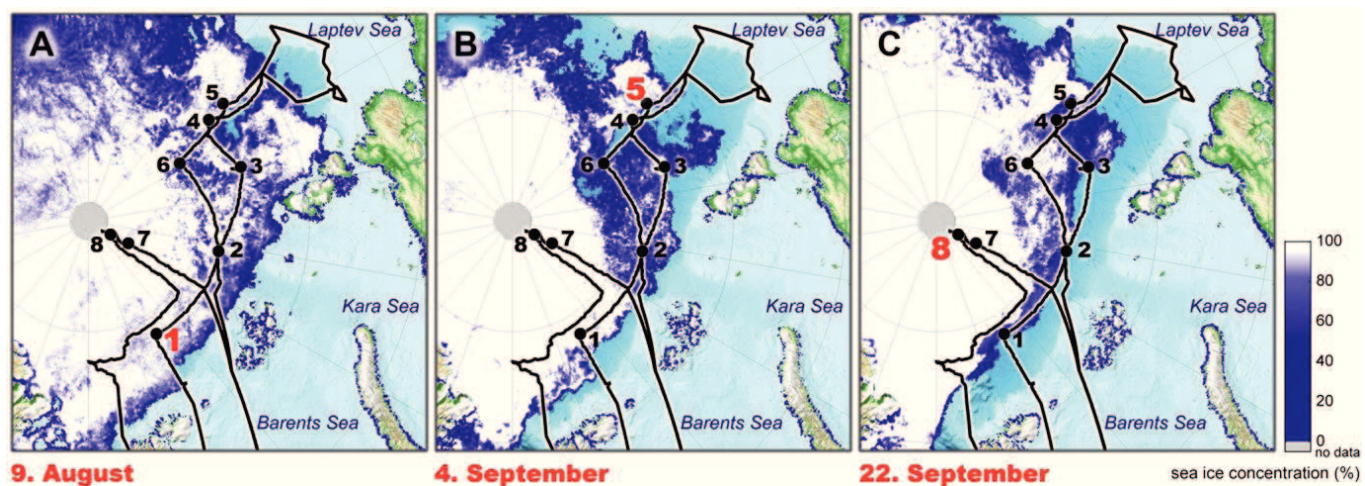 A
Laptev Sea
5
4
6
3
8
7
2
Kara Sea
1
Barents Sea
9. August
B
Laptev Sea
5
4
6
3
8
7
2
Kara Sea
1
Barents Sea
4. September
C
Laptev Sea
5
4
6
3
8
7
2
Kara Sea
1
Barents Sea
22. September
100
80
60
40
20
0
no data
sea ice concentration (%)